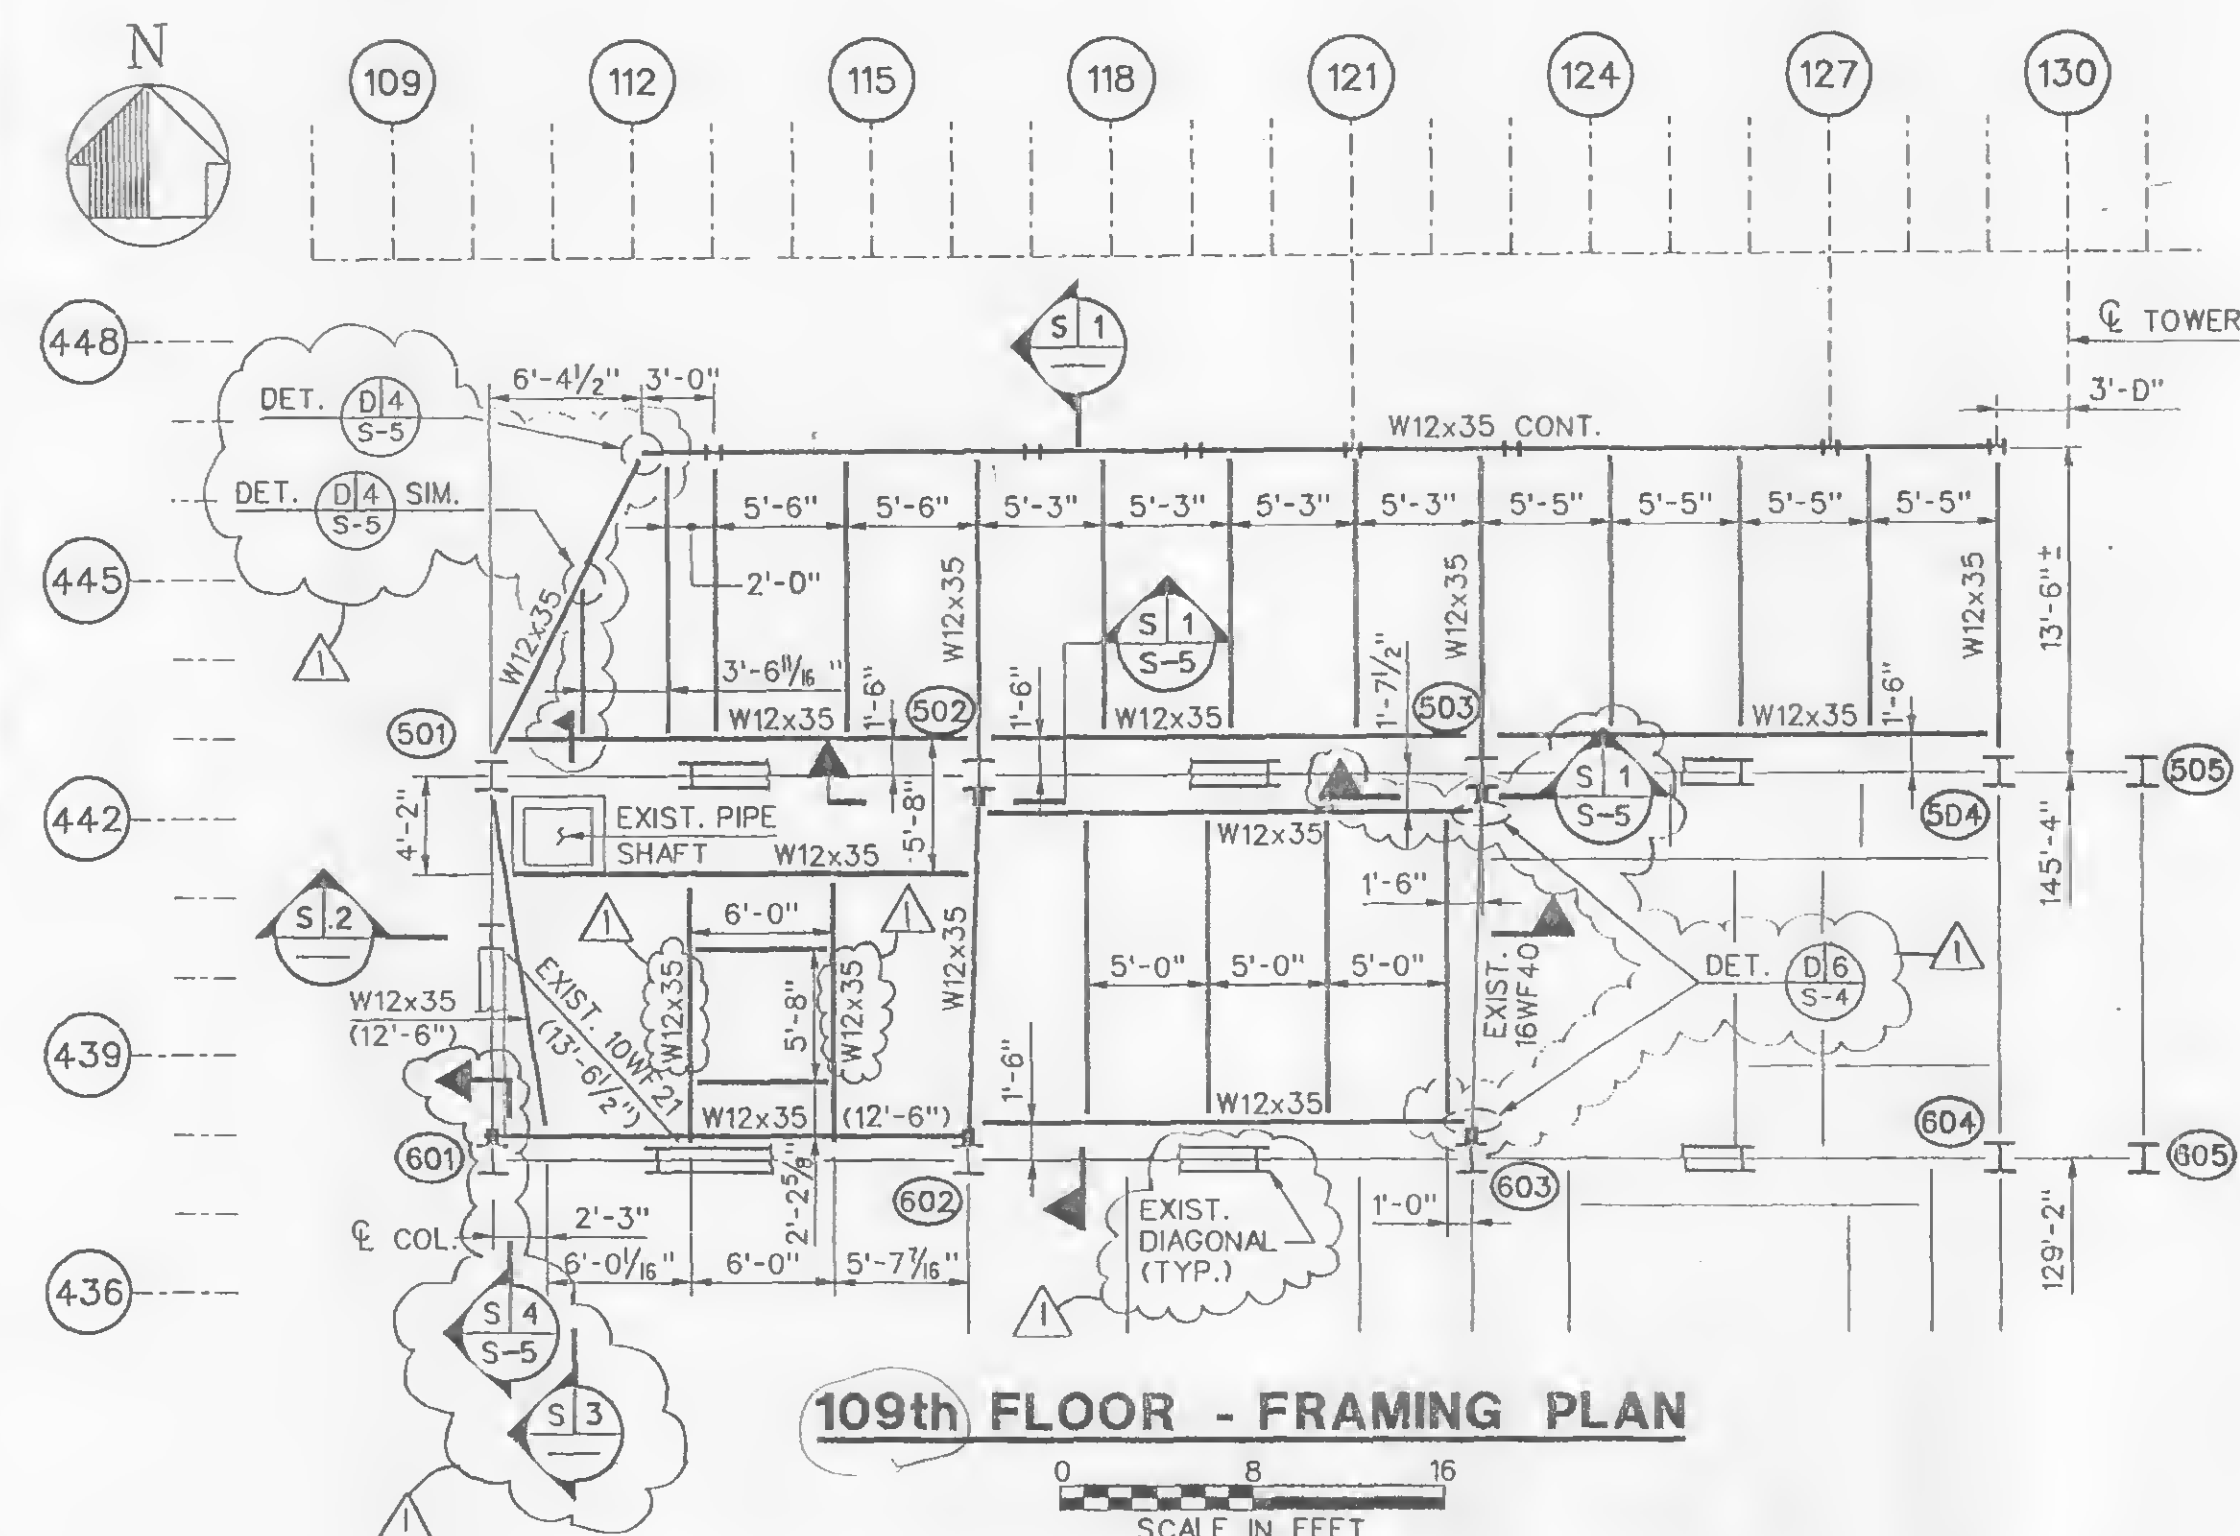 N
109 112 115 118 121 124 127 130
448
S 1
℄ TOWER
DET. D 4
S-5
6'-4 1/2" 3'-0"
3'-0"
W12x35 CONT.
DET. D 4 SIM.
S-5
5'-6" 5'-6" 5'-3" 5'-3" 5'-3" 5'-3" 5'-5" 5'-5" 5'-5" 5'-5"
445
W12x35
2'-0"
W12x35
W12x35
W12x35
13'-6" ±
S 1
S-5
1
3'-6 11/16"
1'-6"
1'-6"
1'-7 1/2"
1'-6"
501
W12x35
502
W12x35
503
W12x35
505
442
4'-2"
EXIST. PIPE
SHAFT
W12x35
5'-8"
W12x35
S 1
S-5
504
145'-4"
1'-6"
S 2
1
6'-0"
1
W12x35
5'-0" 5'-0" 5'-0"
EXIST.
16WF40
DET. D 6
S-4
1
W12x35
(12'-6")
EXIST. 10WF21
(13'-6 1/2")
W12x35
5'-8"
W12x35
439
1'-6"
W12x35
(12'-6")
W12x35
604
601
602
603
605
2'-2 5/8"
℄ COL.
2'-3"
EXIST.
DIAGONAL
(TYP.)
1'-0"
129'-2"
6'-0 1/16" 6'-0" 5'-7 7/16"
436
S 4
S-5
1
S 3
109th FLOOR - FRAMING PLAN
1
0 8 16
SCALE IN FEET